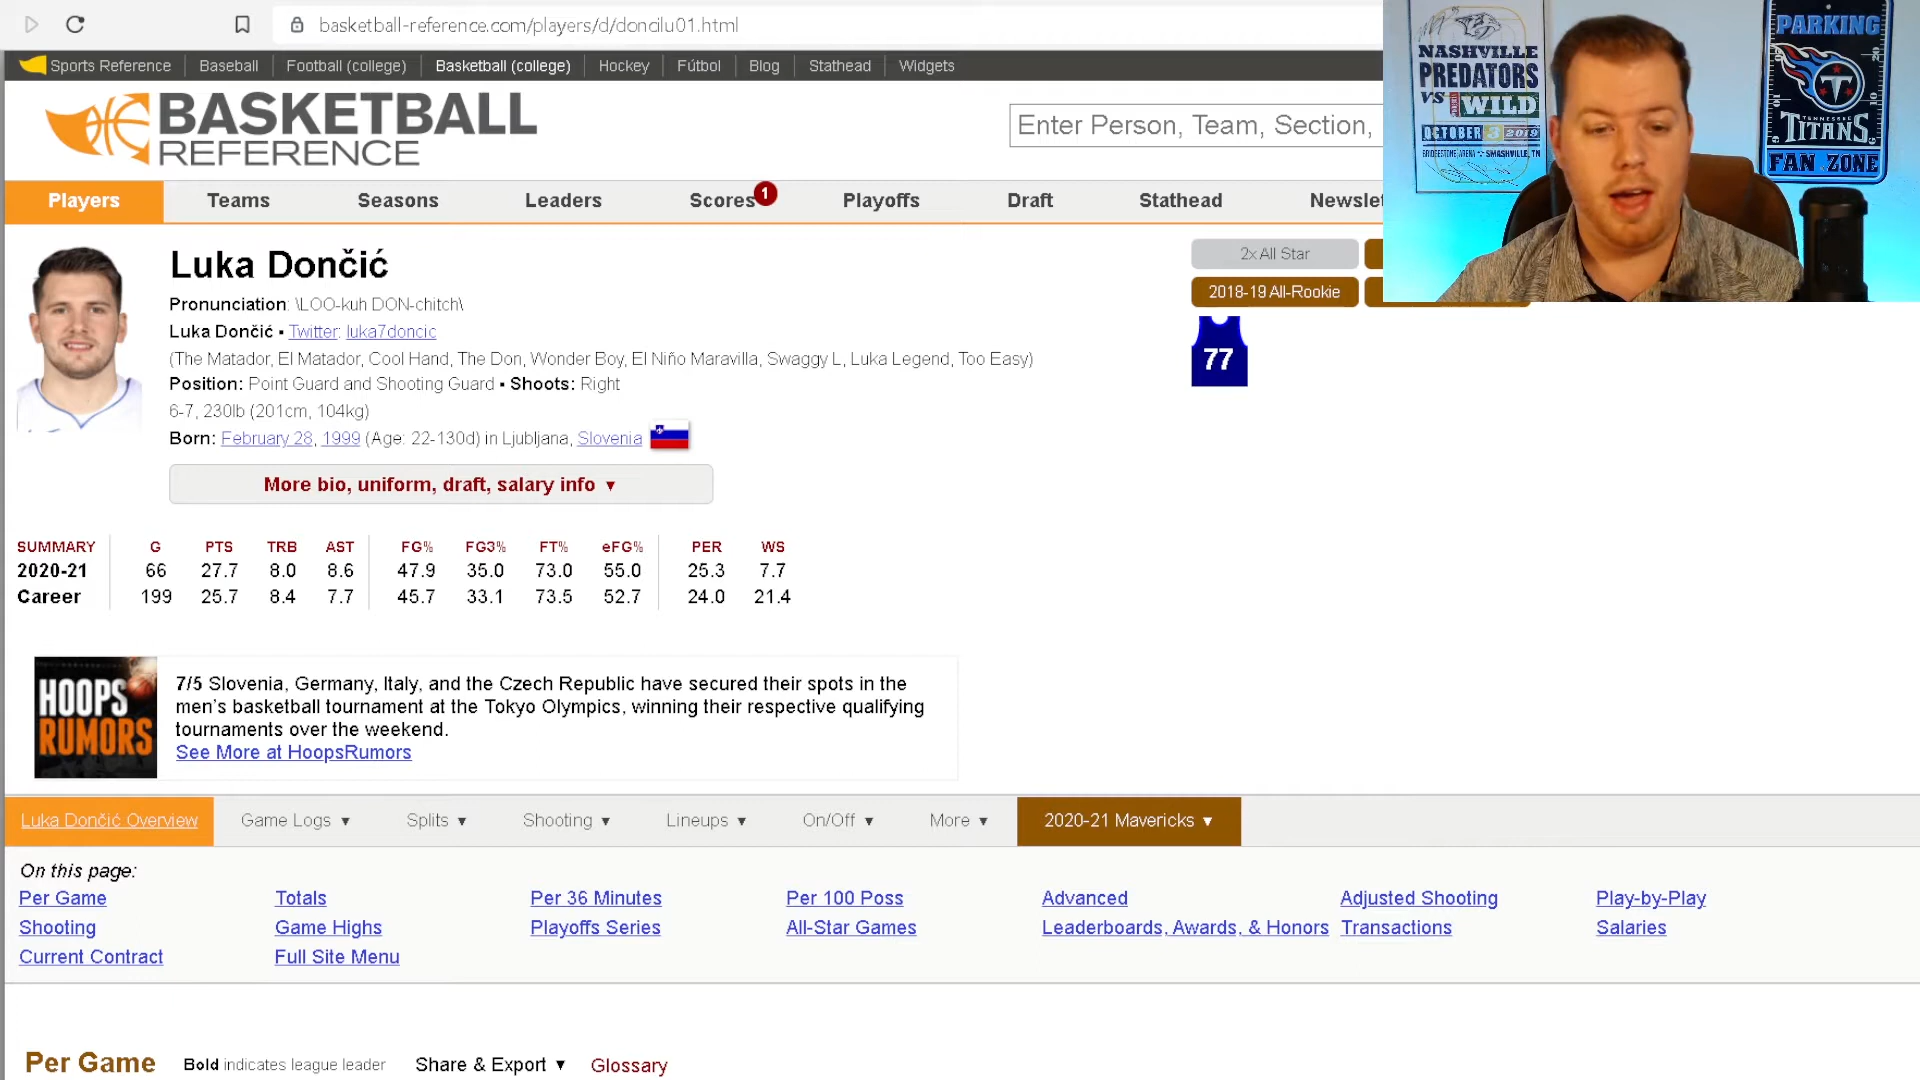 basketball-reference.com/players/d/doncilu01.html
Sports Reference Baseball Football (college) Basketball (college) Hockey Fútbol Blog Stathead Widgets
BASKETBALL
REFERENCE
Enter Person, Team, Section,
Players Teams Seasons Leaders Scores 1 Playoffs Draft Stathead Newslet
NASHVILLE
PREDATORS
VS WILD
OCTOBER 3 2019
BRIDGESTONE ARENA SMASHVILLE, TN
PARKING
TENNESSEE
TITANS
FAN ZONE
Luka Dončić
Pronunciation: \LOO-kuh DON-chitch\
Luka Dončić ▪ Twitter: luka7doncic
(The Matador, El Matador, Cool Hand, The Don, Wonder Boy, El Niño Maravilla, Swaggy L, Luka Legend, Too Easy)
Position: Point Guard and Shooting Guard ▪ Shoots: Right
6-7, 230lb (201cm, 104kg)
Born: February 28, 1999 (Age: 22-130d) in Ljubljana, Slovenia
2x All Star
2018-19 All-Rookie
77
More bio, uniform, draft, salary info ▼
SUMMARY G PTS TRB AST FG% FG3% FT% eFG% PER WS
2020-21 66 27.7 8.0 8.6 47.9 35.0 73.0 55.0 25.3 7.7
Career 199 25.7 8.4 7.7 45.7 33.1 73.5 52.7 24.0 21.4
HOOPS
RUMORS
7/5 Slovenia, Germany, Italy, and the Czech Republic have secured their spots in the
men's basketball tournament at the Tokyo Olympics, winning their respective qualifying
tournaments over the weekend.
See More at HoopsRumors
Luka Dončić Overview Game Logs ▼ Splits ▼ Shooting ▼ Lineups ▼ On/Off ▼ More ▼ 2020-21 Mavericks ▼
On this page:
Per Game Totals Per 36 Minutes Per 100 Poss Advanced Adjusted Shooting Play-by-Play
Shooting Game Highs Playoffs Series All-Star Games Leaderboards, Awards, & Honors Transactions Salaries
Current Contract Full Site Menu
Per Game Bold indicates league leader Share & Export ▼ Glossary